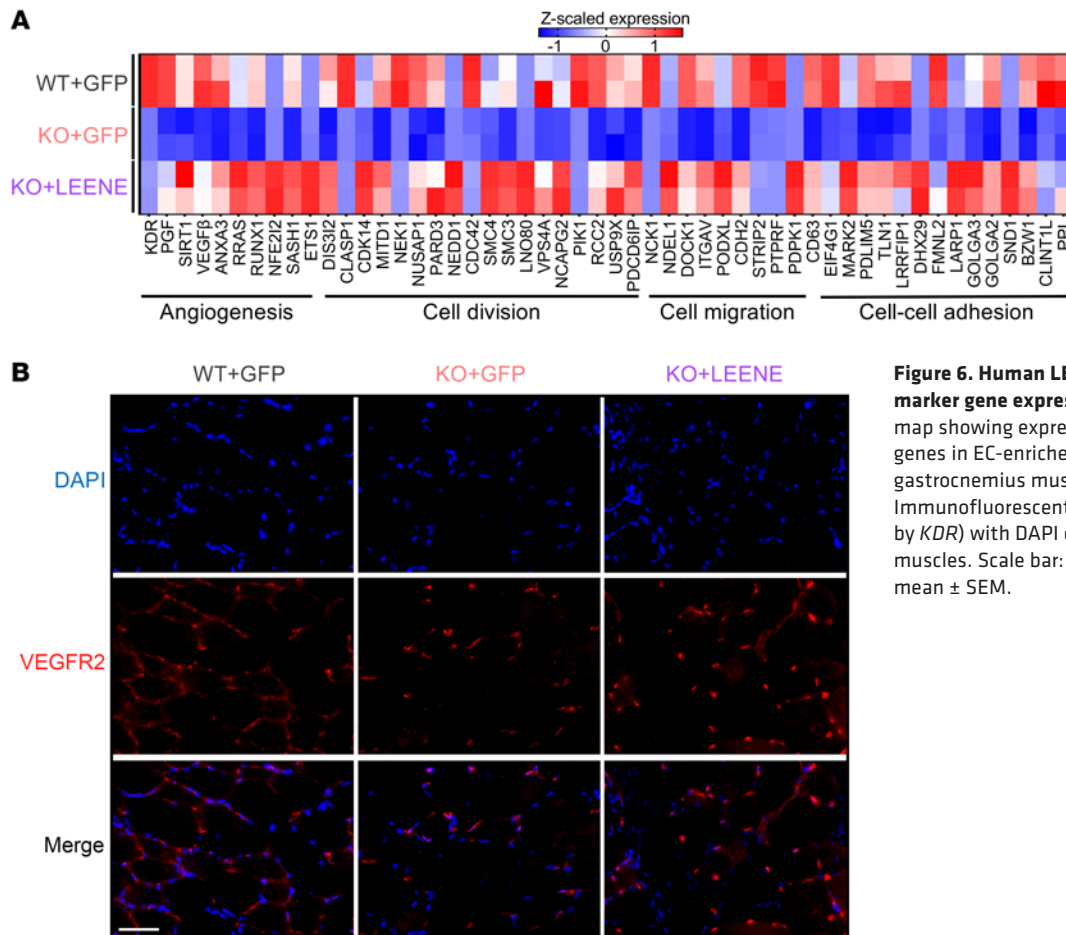 A
Z-scaled expression
-1 0 1
WT+GFP
KO+GFP
KO+LEENE
KDR
PGF
SIRT1
VEGFβ
ANXA3
RRAS
RUNX1
NFE2I2
SASH1
ETS1
DIS3I2
CLASP1
CDK14
MITD1
NEK1
NUSAP1
PARD3
NEDD1
CDC42
SMC4
SMC3
LNO80
VPS4A
NCAPG2
PIK1
RCC2
USP9X
PDCD6IP
NCK1
NDEL1
DOCK1
ITGAV
PODXL
CDH2
STRIP2
PTPRF
PDPK1
CD63
EIF4G1
MARK2
PDLIM5
TLN1
LRRFIP1
DHX29
FMNL2
LARP1
GOLGA3
GOLGA2
SND1
BZW1
CLINT1L
PPL
Angiogenesis
Cell division
Cell migration
Cell-cell adhesion
B
WT+GFP
KO+GFP
KO+LEENE
DAPI
VEGFR2
Merge
Figure 6. Human LE
marker gene expres
map showing expre
genes in EC-enriche
gastrocnemius mus
Immunofluorescent
by KDR) with DAPI
muscles. Scale bar:
mean ± SEM.